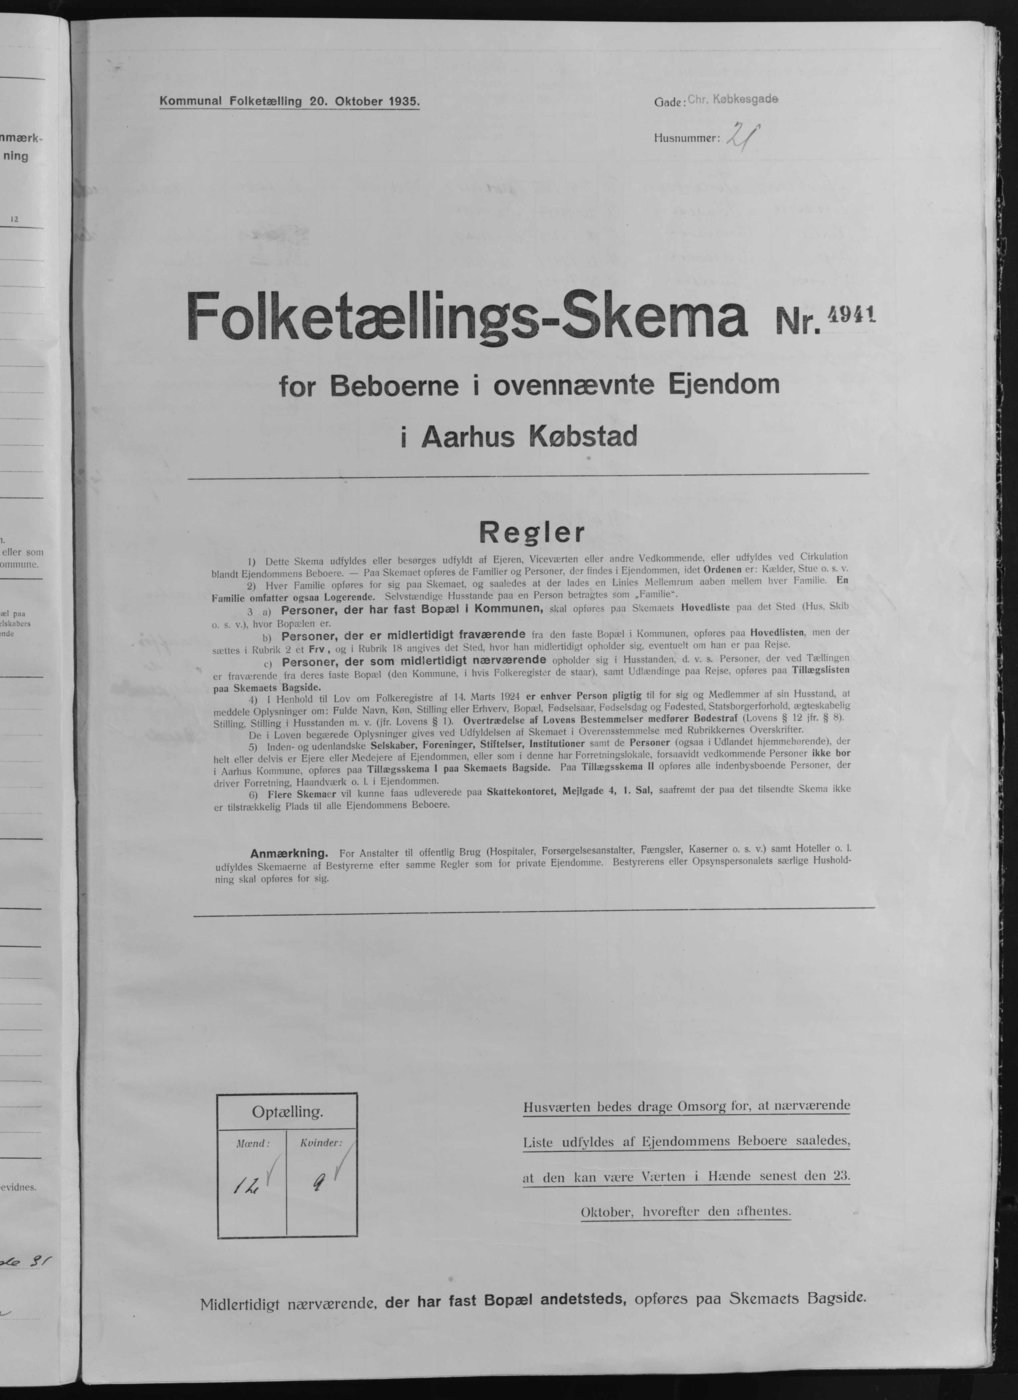 nmærk-
ning
12
eller som
ommune.
æl paa
elskabers
ende
evidnes.
de 31
Kommunal Folketælling 20. Oktober 1935.
Gade: Chr. Købkesgade
Husnummer: 21
Folketællings-Skema Nr. 4941
for Beboerne i ovennævnte Ejendom
i Aarhus Købstad
Regler
1) Dette Skema udfyldes eller besørges udfyldt af Ejeren, Viceværten eller andre Vedkommende, eller udfyldes ved Cirkulation
blandt Ejendommens Beboere. — Paa Skemaet opføres de Familier og Personer, der findes i Ejendommen, idet Ordenen er: Kælder, Stue o. s. v.
2) Hver Familie opføres for sig paa Skemaet, og saaledes at der lades en Linies Mellemrum aaben mellem hver Familie. En
Familie omfatter ogsaa Logerende. Selvstændige Husstande paa en Person betragtes som „Familie“.
3 a) Personer, der har fast Bopæl i Kommunen, skal opføres paa Skemaets Hovedliste paa det Sted (Hus, Skib
o. s. v.), hvor Bopælen er.
b) Personer, der er midlertidigt fraværende fra den faste Bopæl i Kommunen, opføres paa Hovedlisten, men der
sættes i Rubrik 2 et Frv., og i Rubrik 18 angives det Sted, hvor han midlertidigt opholder sig, eventuelt om han er paa Rejse.
c) Personer, der som midlertidigt nærværende opholder sig i Husstanden, d. v. s. Personer, der ved Tællingen
er fraværende fra deres faste Bopæl (den Kommune, i hvis Folkeregister de staar), samt Udlændinge paa Rejse, opføres paa Tillægslisten
paa Skemaets Bagside.
4) I Henhold til Lov om Folkeregistre af 14. Marts 1924 er enhver Person pligtig til for sig og Medlemmer af sin Husstand, at
meddele Oplysninger om: Fulde Navn, Køn, Stilling eller Erhverv, Bopæl, Fødselsaar, Fødselsdag og Fødested, Statsborgerforhold, ægteskabelig
Stilling, Stilling i Husstanden m. v. (jfr. Lovens § 1). Overtrædelse af Lovens Bestemmelser medfører Bødestraf (Lovens § 12 jfr. § 8).
De i Loven begærede Oplysninger gives ved Udfyldelsen af Skemaet i Overensstemmelse med Rubrikkernes Overskrifter.
5) Inden- og udenlandske Selskaber, Foreninger, Stiftelser, Institutioner samt de Personer (ogsaa i Udlandet hjemmehørende), der
helt eller delvis er Ejere eller Medejere af Ejendommen, eller som i denne har Forretningslokale, forsaavidt vedkommende Personer ikke bor
i Aarhus Kommune, opføres paa Tillægsskema I paa Skemaets Bagside. Paa Tillægsskema II opføres alle indenbysboende Personer, der
driver Forretning, Haandværk o. l. i Ejendommen.
6) Flere Skemaer vil kunne faas udleverede paa Skattekontoret, Mejlgade 4, 1. Sal, saafremt der paa det tilsendte Skema ikke
er tilstrækkelig Plads til alle Ejendommens Beboere.
Anmærkning. For Anstalter til offentlig Brug (Hospitaler, Forsørgelsesanstalter, Fængsler, Kaserner o. s. v.) samt Hoteller o. l.
udfyldes Skemaerne af Bestyrerne efter samme Regler som for private Ejendomme. Bestyrerens eller Opsynspersonalets særlige Hushold-
ning skal opføres for sig.
Optælling.
Mænd: Kvinder:
12 9
Husværten bedes drage Omsorg for, at nærværende
Liste udfyldes af Ejendommens Beboere saaledes,
at den kan være Værten i Hænde senest den 23.
Oktober, hvorefter den afhentes.
Midlertidigt nærværende, der har fast Bopæl andetsteds, opføres paa Skemaets Bagside.